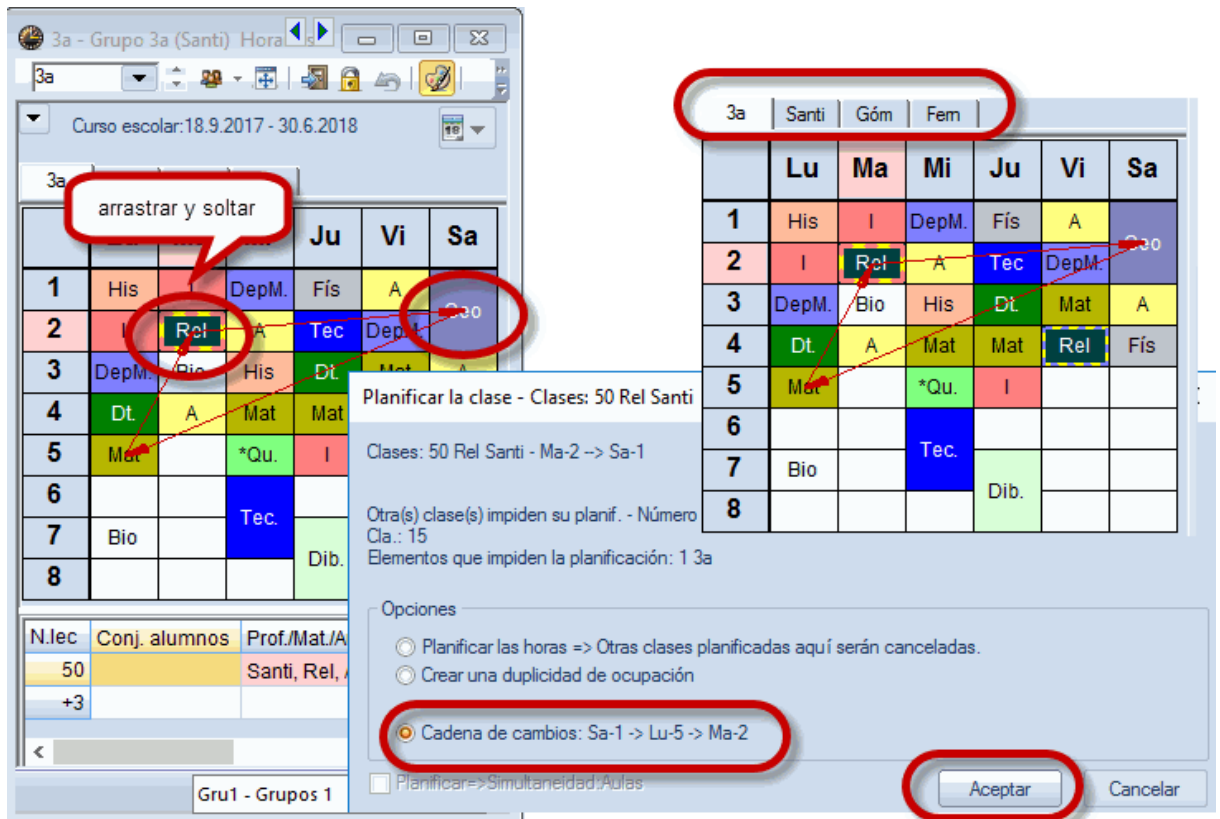 3a - Grupo 3a (Santi) Hora
3a
Curso escolar:18.9.2017 - 30.6.2018
18
3a
arrastrar y soltar
Ju Vi Sa
1 His I DepM. Fís A Geo
2 I Rel A Tec DepM.
3 DepM. Bio His Dt. Mat A
4 Dt. A Mat Mat
5 Mat *Qu. I
6 Tec.
7 Bio Dib.
8
N.lec Conj. alumnos Prof./Mat./A
50 Santi, Rel, A
+3
Gru1 - Grupos 1
3a Santi Góm Fem
Lu Ma Mi Ju Vi Sa
1 His I DepM. Fís A Geo
2 I Rel A Tec DepM.
3 DepM. Bio His Dt. Mat A
4 Dt. A Mat Mat Rel Fís
5 Mat *Qu. I
6 Tec.
7 Bio Dib.
8
Planificar la clase - Clases: 50 Rel Santi
Clases: 50 Rel Santi - Ma-2 --> Sa-1
Otra(s) clase(s) impiden su planif. - Número
Cla.: 15
Elementos que impiden la planificación: 1 3a
Opciones
Planificar las horas => Otras clases planificadas aquí serán canceladas.
Crear una duplicidad de ocupación
Cadena de cambios: Sa-1 -> Lu-5 -> Ma-2
Planificar=>Simultaneidad:Aulas
Aceptar Cancelar